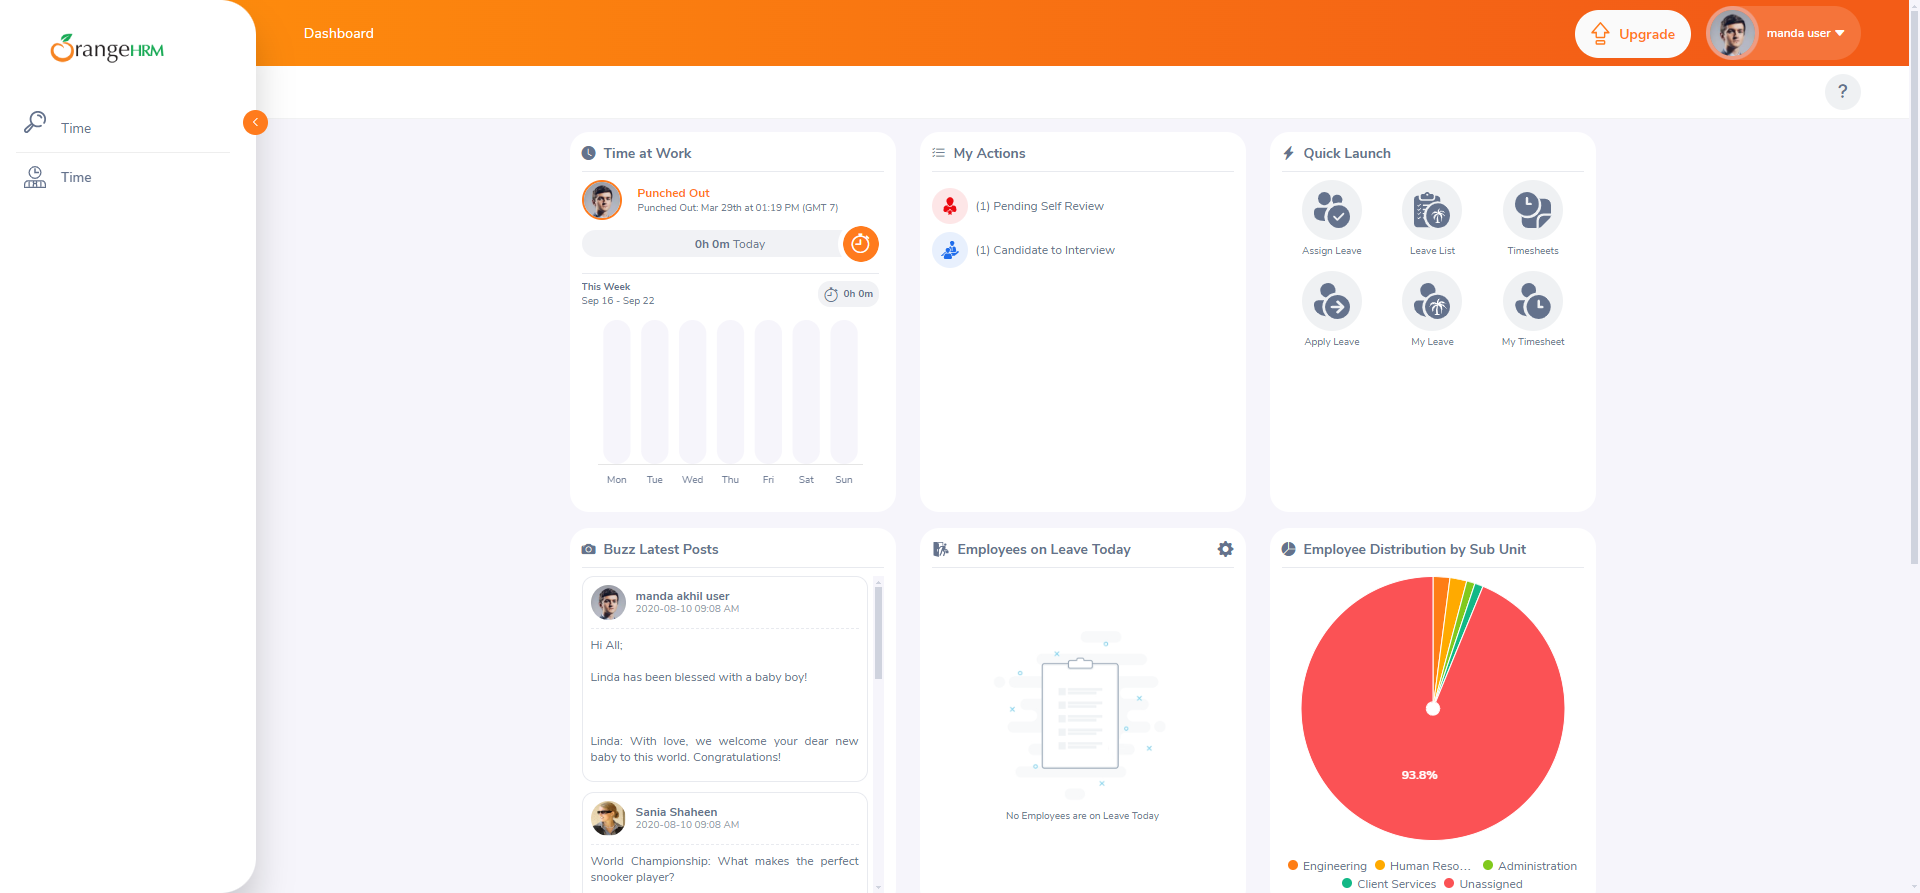 OrangeHRM
Time
Time
Dashboard
Upgrade
manda user
?
Time at Work
Punched Out
Punched Out: Mar 29th at 01:19 PM (GMT 7)
0h 0m Today
This Week
Sep 16 - Sep 22
0h 0m
Mon Tue Wed Thu Fri Sat Sun
My Actions
(1) Pending Self Review
(1) Candidate to Interview
Quick Launch
Assign Leave Leave List Timesheets
Apply Leave My Leave My Timesheet
Buzz Latest Posts
manda akhil user
2020-08-10 09:08 AM
Hi All;
Linda has been blessed with a baby boy!
Linda: With love, we welcome your dear new
baby to this world. Congratulations!
Sania Shaheen
2020-08-10 09:08 AM
World Championship: What makes the perfect
snooker player?
Employees on Leave Today
No Employees are on Leave Today
Employee Distribution by Sub Unit
93.8%
Engineering Human Reso... Administration
Client Services Unassigned